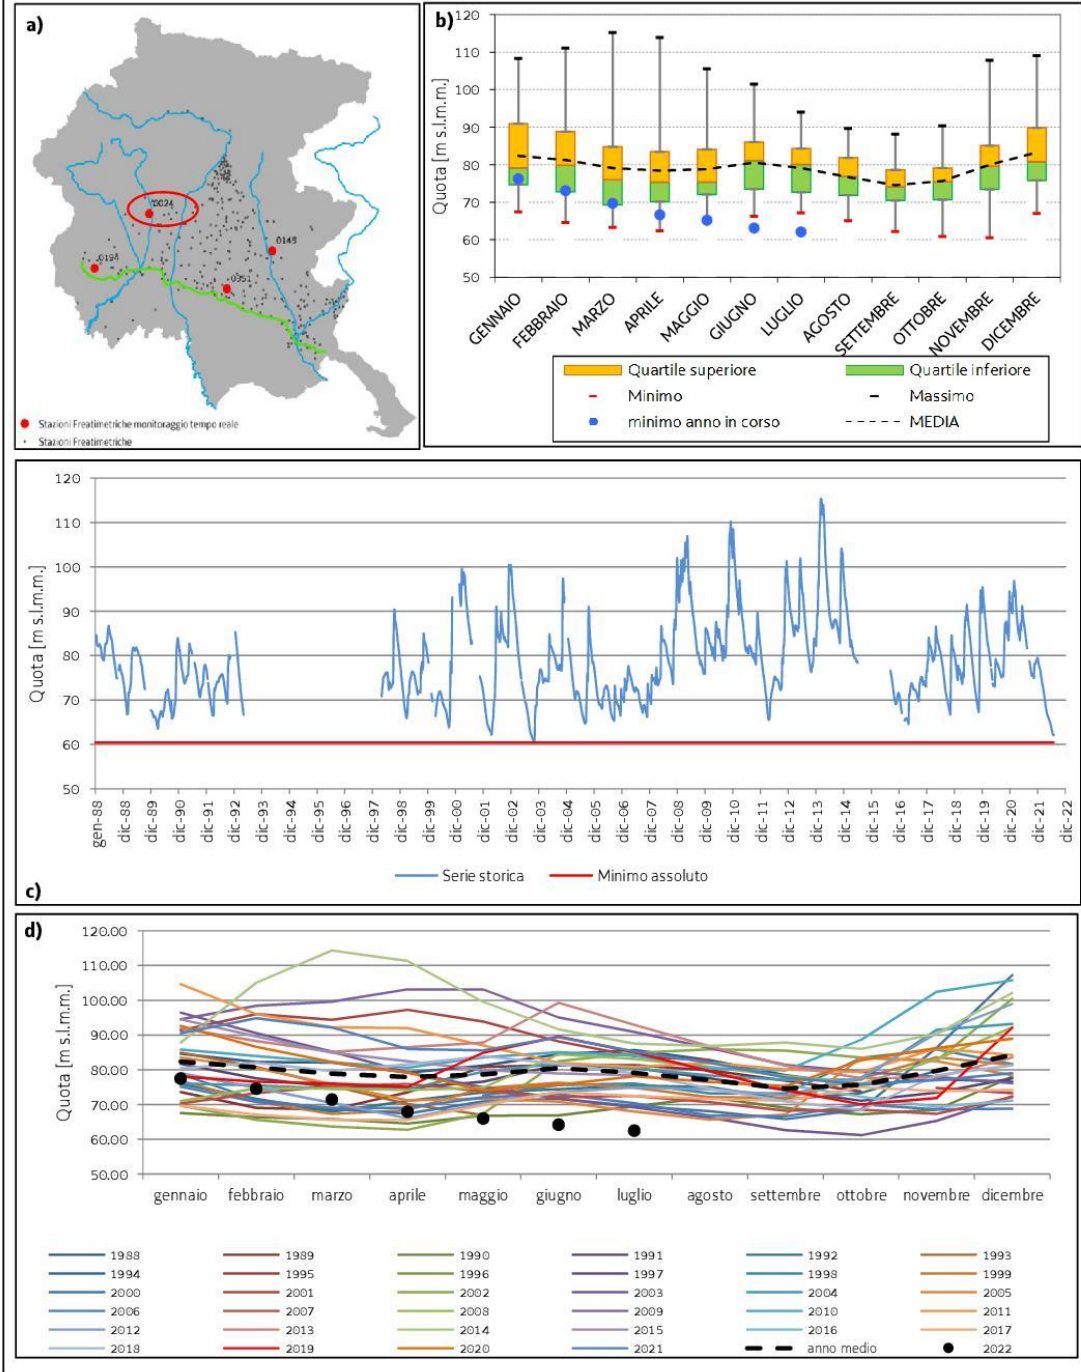 a)
0024
0148
0194
0351
Stazioni Freatimetriche monitoraggio tempo reale
Stazioni Freatimetriche
b)
Quota [m s.l.m.m.]
120
110
100
90
80
70
60
50
GENNAIO
FEBBRAIO
MARZO
APRILE
MAGGIO
GIUGNO
LUGLIO
AGOSTO
SETTEMBRE
OTTOBRE
NOVEMBRE
DICEMBRE
Quartile superiore
Quartile inferiore
Minimo
Massimo
minimo anno in corso
MEDIA
Quota [m s.l.m.m.]
120
110
100
90
80
70
60
50
gen-88
dic-88
dic-89
dic-90
dic-91
dic-92
dic-93
dic-94
dic-95
dic-96
dic-97
dic-98
dic-99
dic-00
dic-01
dic-02
dic-03
dic-04
dic-05
dic-06
dic-07
dic-08
dic-09
dic-10
dic-11
dic-12
dic-13
dic-14
dic-15
dic-16
dic-17
dic-18
dic-19
dic-20
dic-21
dic-22
Serie storica
Minimo assoluto
c)
d)
Quota [m s.l.m.m.]
120.00
110.00
100.00
90.00
80.00
70.00
60.00
50.00
gennaio febbraio marzo aprile maggio giugno luglio agosto settembre ottobre novembre dicembre
1988 1989 1990 1991 1992 1993
1994 1995 1996 1997 1998 1999
2000 2001 2002 2003 2004 2005
2006 2007 2008 2009 2010 2011
2012 2013 2014 2015 2016 2017
2018 2019 2020 2021 anno medio 2022